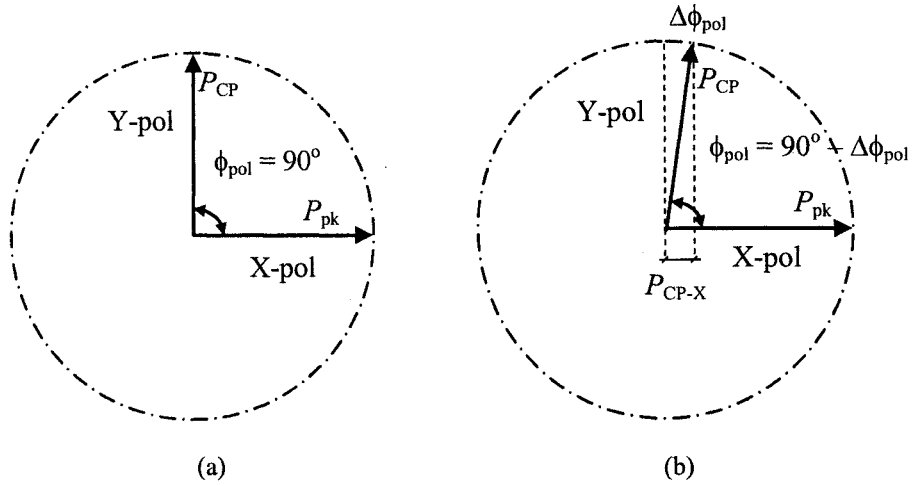 P_CP
Y-pol
ϕ_pol = 90°
P_pk
X-pol
(a)
Δϕ_pol
P_CP
Y-pol
ϕ_pol = 90° – Δϕ_pol
P_pk
X-pol
P_CP-X
(b)